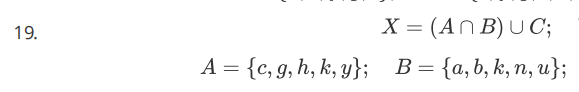 19.
X = (A ∩ B) ∪ C;
A = {c, g, h, k, y}; B = {a, b, k, n, u};